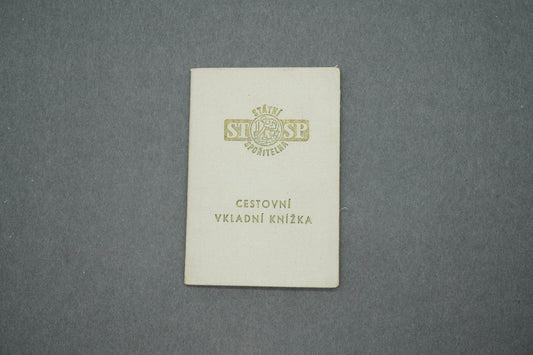 STÁTNÍ
ST SP
SPOŘITELNA
CESTOVNÍ
VKLADNÍ KNÍŽKA